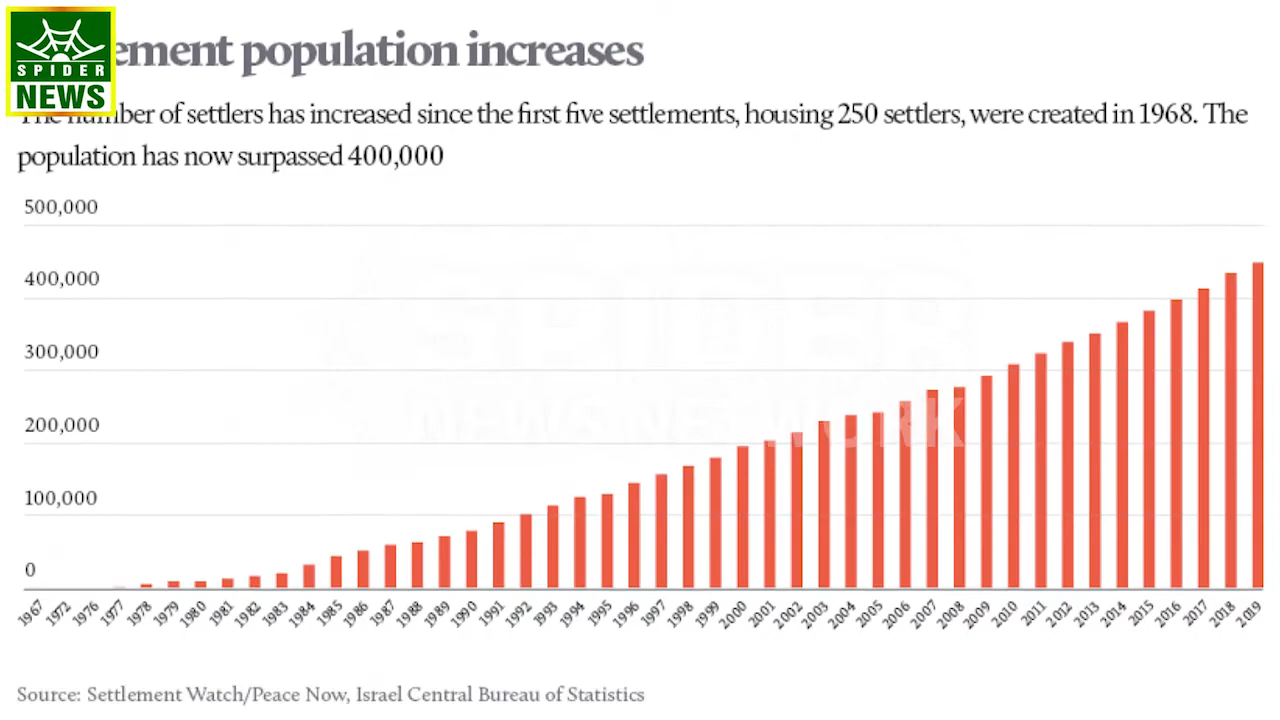 SPIDER
NEWS
ement population increases
The number of settlers has increased since the first five settlements, housing 250 settlers, were created in 1968. The
population has now surpassed 400,000
500,000
400,000
300,000
200,000
100,000
0
SPIDER
NEWS NETWORK
1967 1972 1976 1977 1978 1979 1980 1981 1982 1983 1984 1985 1986 1987 1988 1989 1990 1991 1992 1993 1994 1995 1996 1997 1998 1999 2000 2001 2002 2003 2004 2005 2006 2007 2008 2009 2010 2011 2012 2013 2014 2015 2016 2017 2018 2019
Source: Settlement Watch/Peace Now, Israel Central Bureau of Statistics